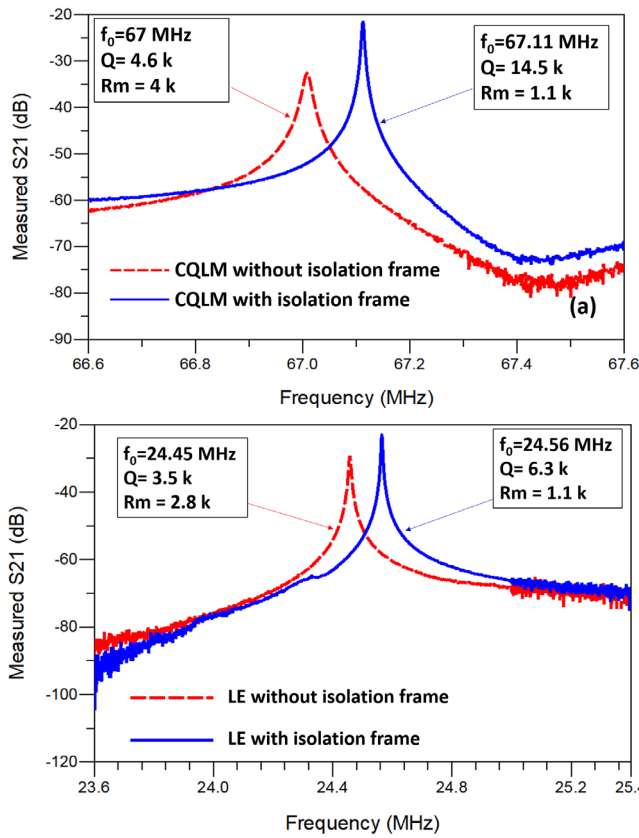 -20
-30
-40
-50
-60
-70
-80
-90
Measured S21 (dB)
f₀=67 MHz
Q= 4.6 k
Rm = 4 k
f₀=67.11 MHz
Q= 14.5 k
Rm = 1.1 k
CQLM without isolation frame
CQLM with isolation frame
(a)
66.6 66.8 67.0 67.2 67.4 67.6
Frequency (MHz)
-20
-40
-60
-80
-100
-120
Measured S21 (dB)
f₀=24.45 MHz
Q= 3.5 k
Rm = 2.8 k
f₀=24.56 MHz
Q= 6.3 k
Rm = 1.1 k
LE without isolation frame
LE with isolation frame
23.6 24.0 24.4 24.8 25.2
Frequency (MHz)